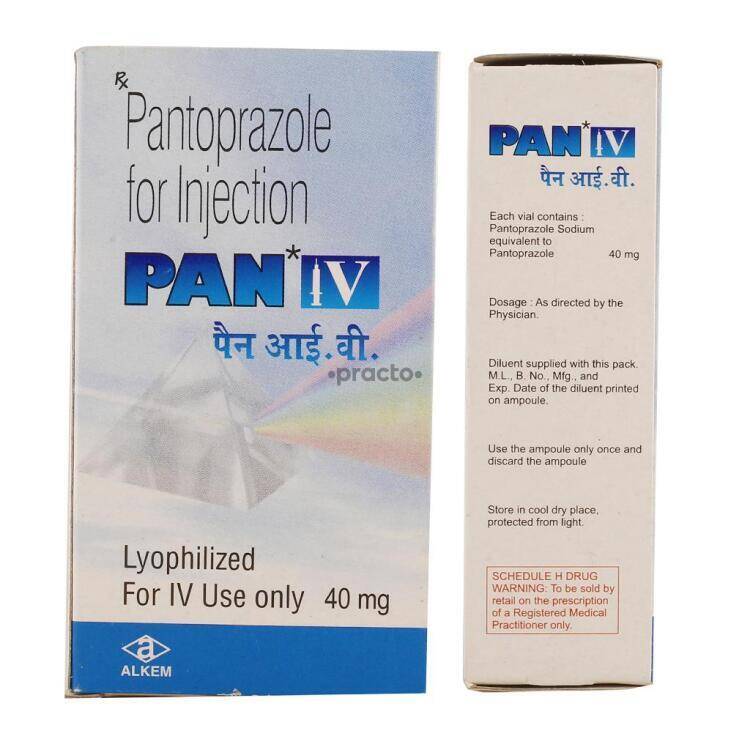 Rx
Pantoprazole
for Injection
PAN* IV
पैन आई.वी.
•practo•
Lyophilized
For IV Use only 40 mg
a
ALKEM
PAN* IV
पैन आई.वी.
Each vial contains :
Pantoprazole Sodium
equivalent to
Pantoprazole 40 mg
Dosage : As directed by the
Physician.
Diluent supplied with this pack.
M.L., B. No., Mfg., and
Exp. Date of the diluent printed
on ampoule.
Use the ampoule only once and
discard the ampoule
Store in cool dry place,
protected from light.
SCHEDULE H DRUG
WARNING: To be sold by
retail on the prescription
of a Registered Medical
Practitioner only.